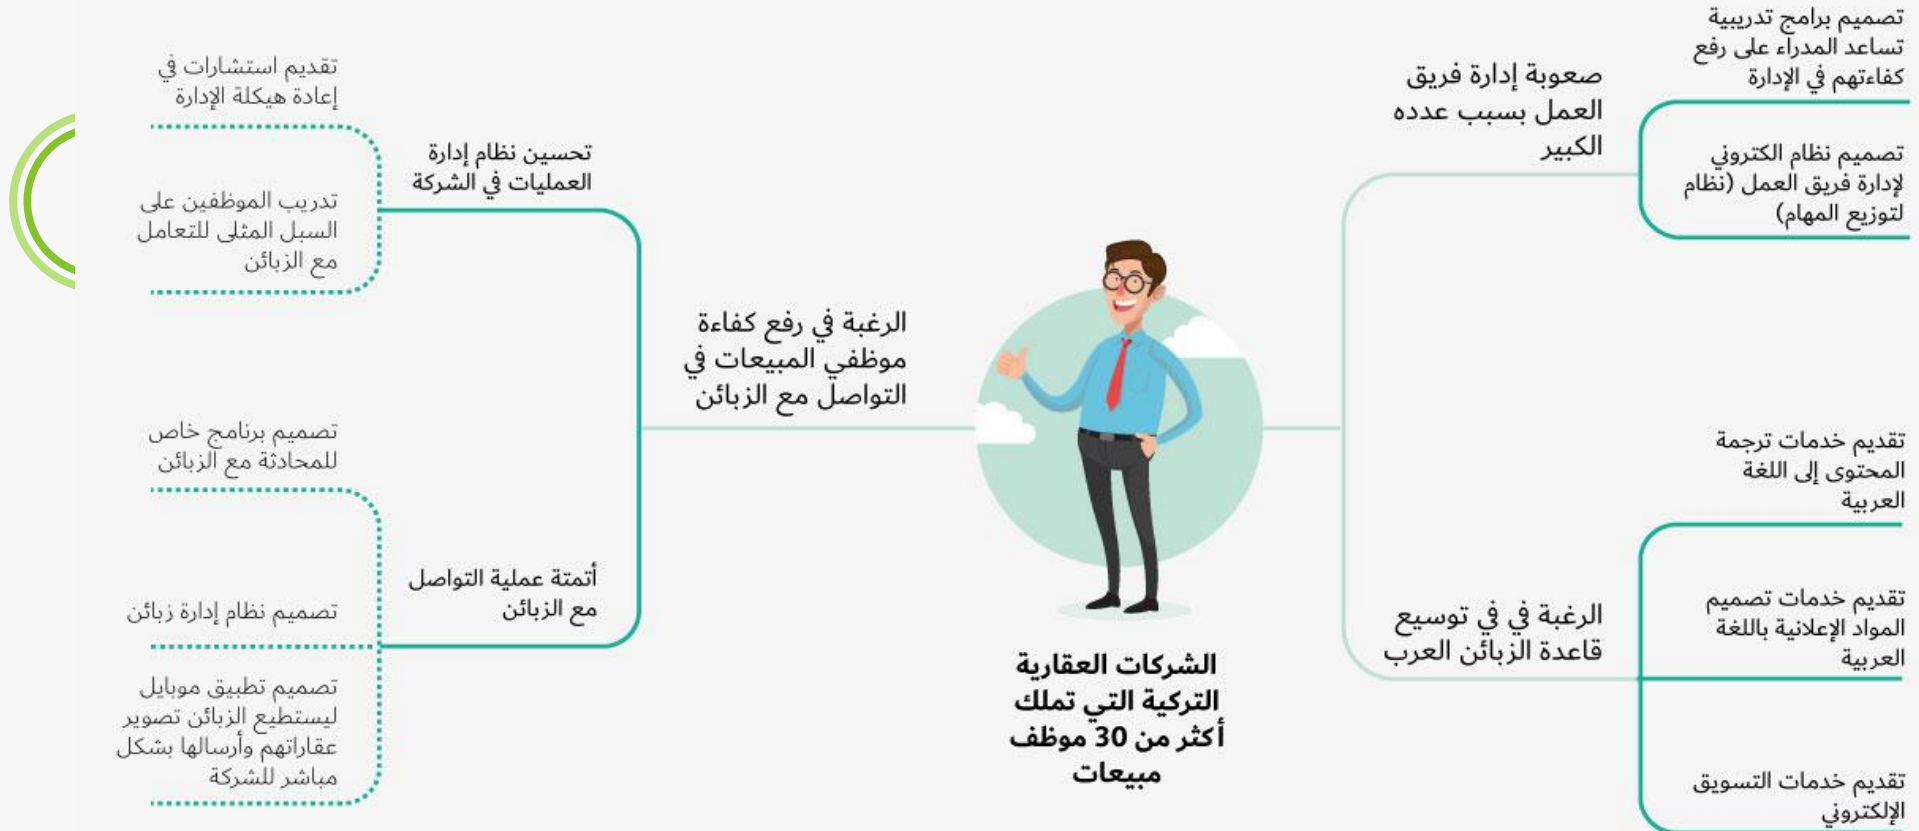 تصميم برامج تدريبية
تساعد المدراء على رفع
كفاءتهم في الإدارة
صعوبة إدارة فريق
العمل بسبب عدده
الكبير
تصميم نظام الكتروني
لإدارة فريق العمل (نظام
لتوزيع المهام)
تقديم خدمات ترجمة
المحتوى إلى اللغة
العربية
الرغبة في في توسيع
قاعدة الزبائن العرب
تقديم خدمات تصميم
المواد الإعلانية باللغة
العربية
تقديم خدمات التسويق
الإلكتروني
الشركات العقارية
التركية التي تملك
أكثر من 30 موظف
مبيعات
الرغبة في رفع كفاءة
موظفي المبيعات في
التواصل مع الزبائن
تحسين نظام إدارة
العمليات في الشركة
تقديم استشارات في
إعادة هيكلة الإدارة
تدريب الموظفين على
السبل المثلى للتعامل
مع الزبائن
أتمتة عملية التواصل
مع الزبائن
تصميم برنامج خاص
للمحادثة مع الزبائن
تصميم نظام إدارة زبائن
تصميم تطبيق موبايل
ليستطيع الزبائن تصوير
عقاراتهم وأرسالها بشكل
مباشر للشركة